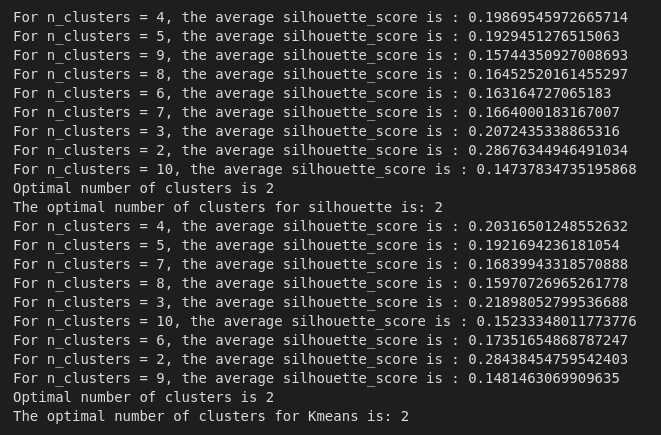 For n_clusters = 4, the average silhouette_score is : 0.19869545972665714
For n_clusters = 5, the average silhouette_score is : 0.1929451276515063
For n_clusters = 9, the average silhouette_score is : 0.15744350927008693
For n_clusters = 8, the average silhouette_score is : 0.16452520161455297
For n_clusters = 6, the average silhouette_score is : 0.163164727065183
For n_clusters = 7, the average silhouette_score is : 0.1664000183167007
For n_clusters = 3, the average silhouette_score is : 0.2072435338865316
For n_clusters = 2, the average silhouette_score is : 0.28676344946491034
For n_clusters = 10, the average silhouette_score is : 0.14737834735195868
Optimal number of clusters is 2
The optimal number of clusters for silhouette is: 2
For n_clusters = 4, the average silhouette_score is : 0.20316501248552632
For n_clusters = 5, the average silhouette_score is : 0.1921694236181054
For n_clusters = 7, the average silhouette_score is : 0.16839943318570888
For n_clusters = 8, the average silhouette_score is : 0.15970726965261778
For n_clusters = 3, the average silhouette_score is : 0.21898052799536688
For n_clusters = 10, the average silhouette_score is : 0.15233348011773776
For n_clusters = 6, the average silhouette_score is : 0.17351654868787247
For n_clusters = 2, the average silhouette_score is : 0.28438454759542403
For n_clusters = 9, the average silhouette_score is : 0.1481463069909635
Optimal number of clusters is 2
The optimal number of clusters for Kmeans is: 2